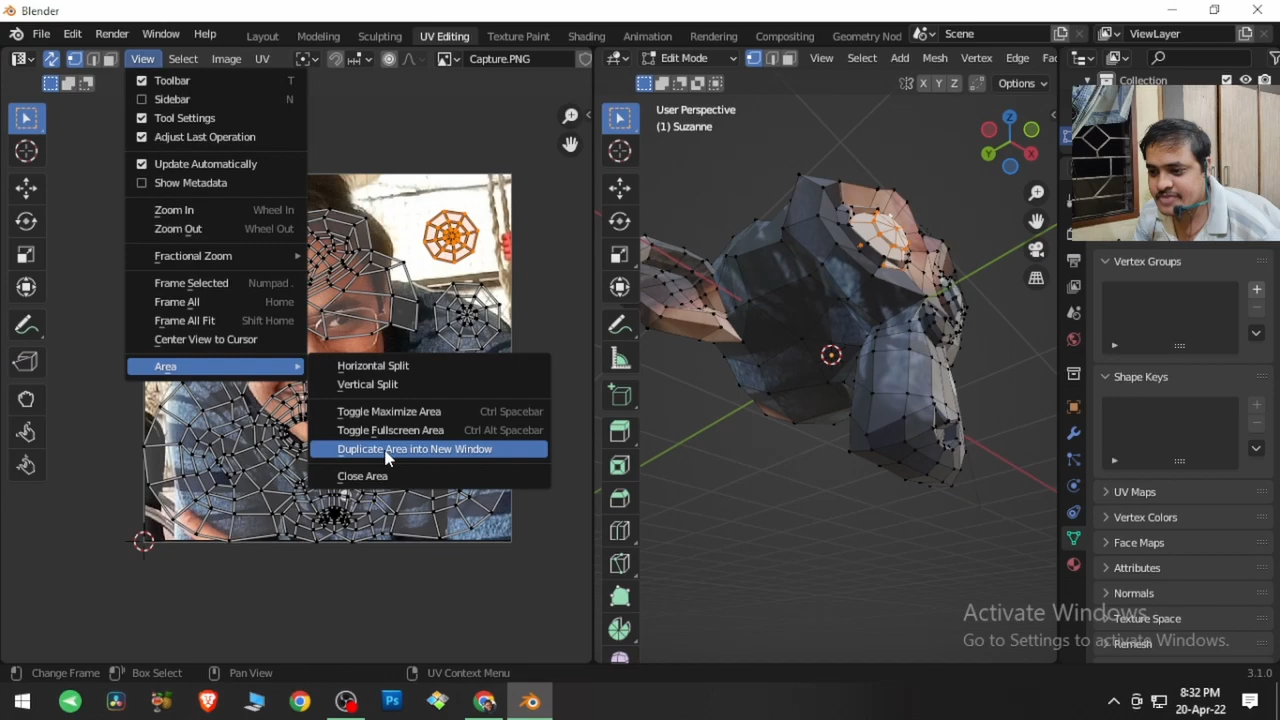 Blender
File Edit Render Window Help
Layout Modeling Sculpting UV Editing Texture Paint Shading Animation Rendering Compositing Geometry Nod
Scene
ViewLayer
View Select Image UV
Capture.PNG
Edit Mode
View Select Add Mesh Vertex Edge Fac
X Y Z
Options
Toolbar T
Sidebar N
Tool Settings
Adjust Last Operation
Update Automatically
Show Metadata
Zoom In Wheel In
Zoom Out Wheel Out
Fractional Zoom
Frame Selected Numpad .
Frame All Home
Frame All Fit Shift Home
Center View to Cursor
Area
Horizontal Split
Vertical Split
Toggle Maximize Area Ctrl Spacebar
Toggle Fullscreen Area Ctrl Alt Spacebar
Duplicate Area into New Window
Close Area
User Perspective
(1) Suzanne
Z
Y
X
Collection
Vertex Groups
Shape Keys
UV Maps
Vertex Colors
Face Maps
Attributes
Normals
Texture Space
Remesh
Activate Windows
Go to Settings to activate Windows.
Change Frame Box Select Pan View UV Context Menu
3.1.0
Ps
8:32 PM
20-Apr-22